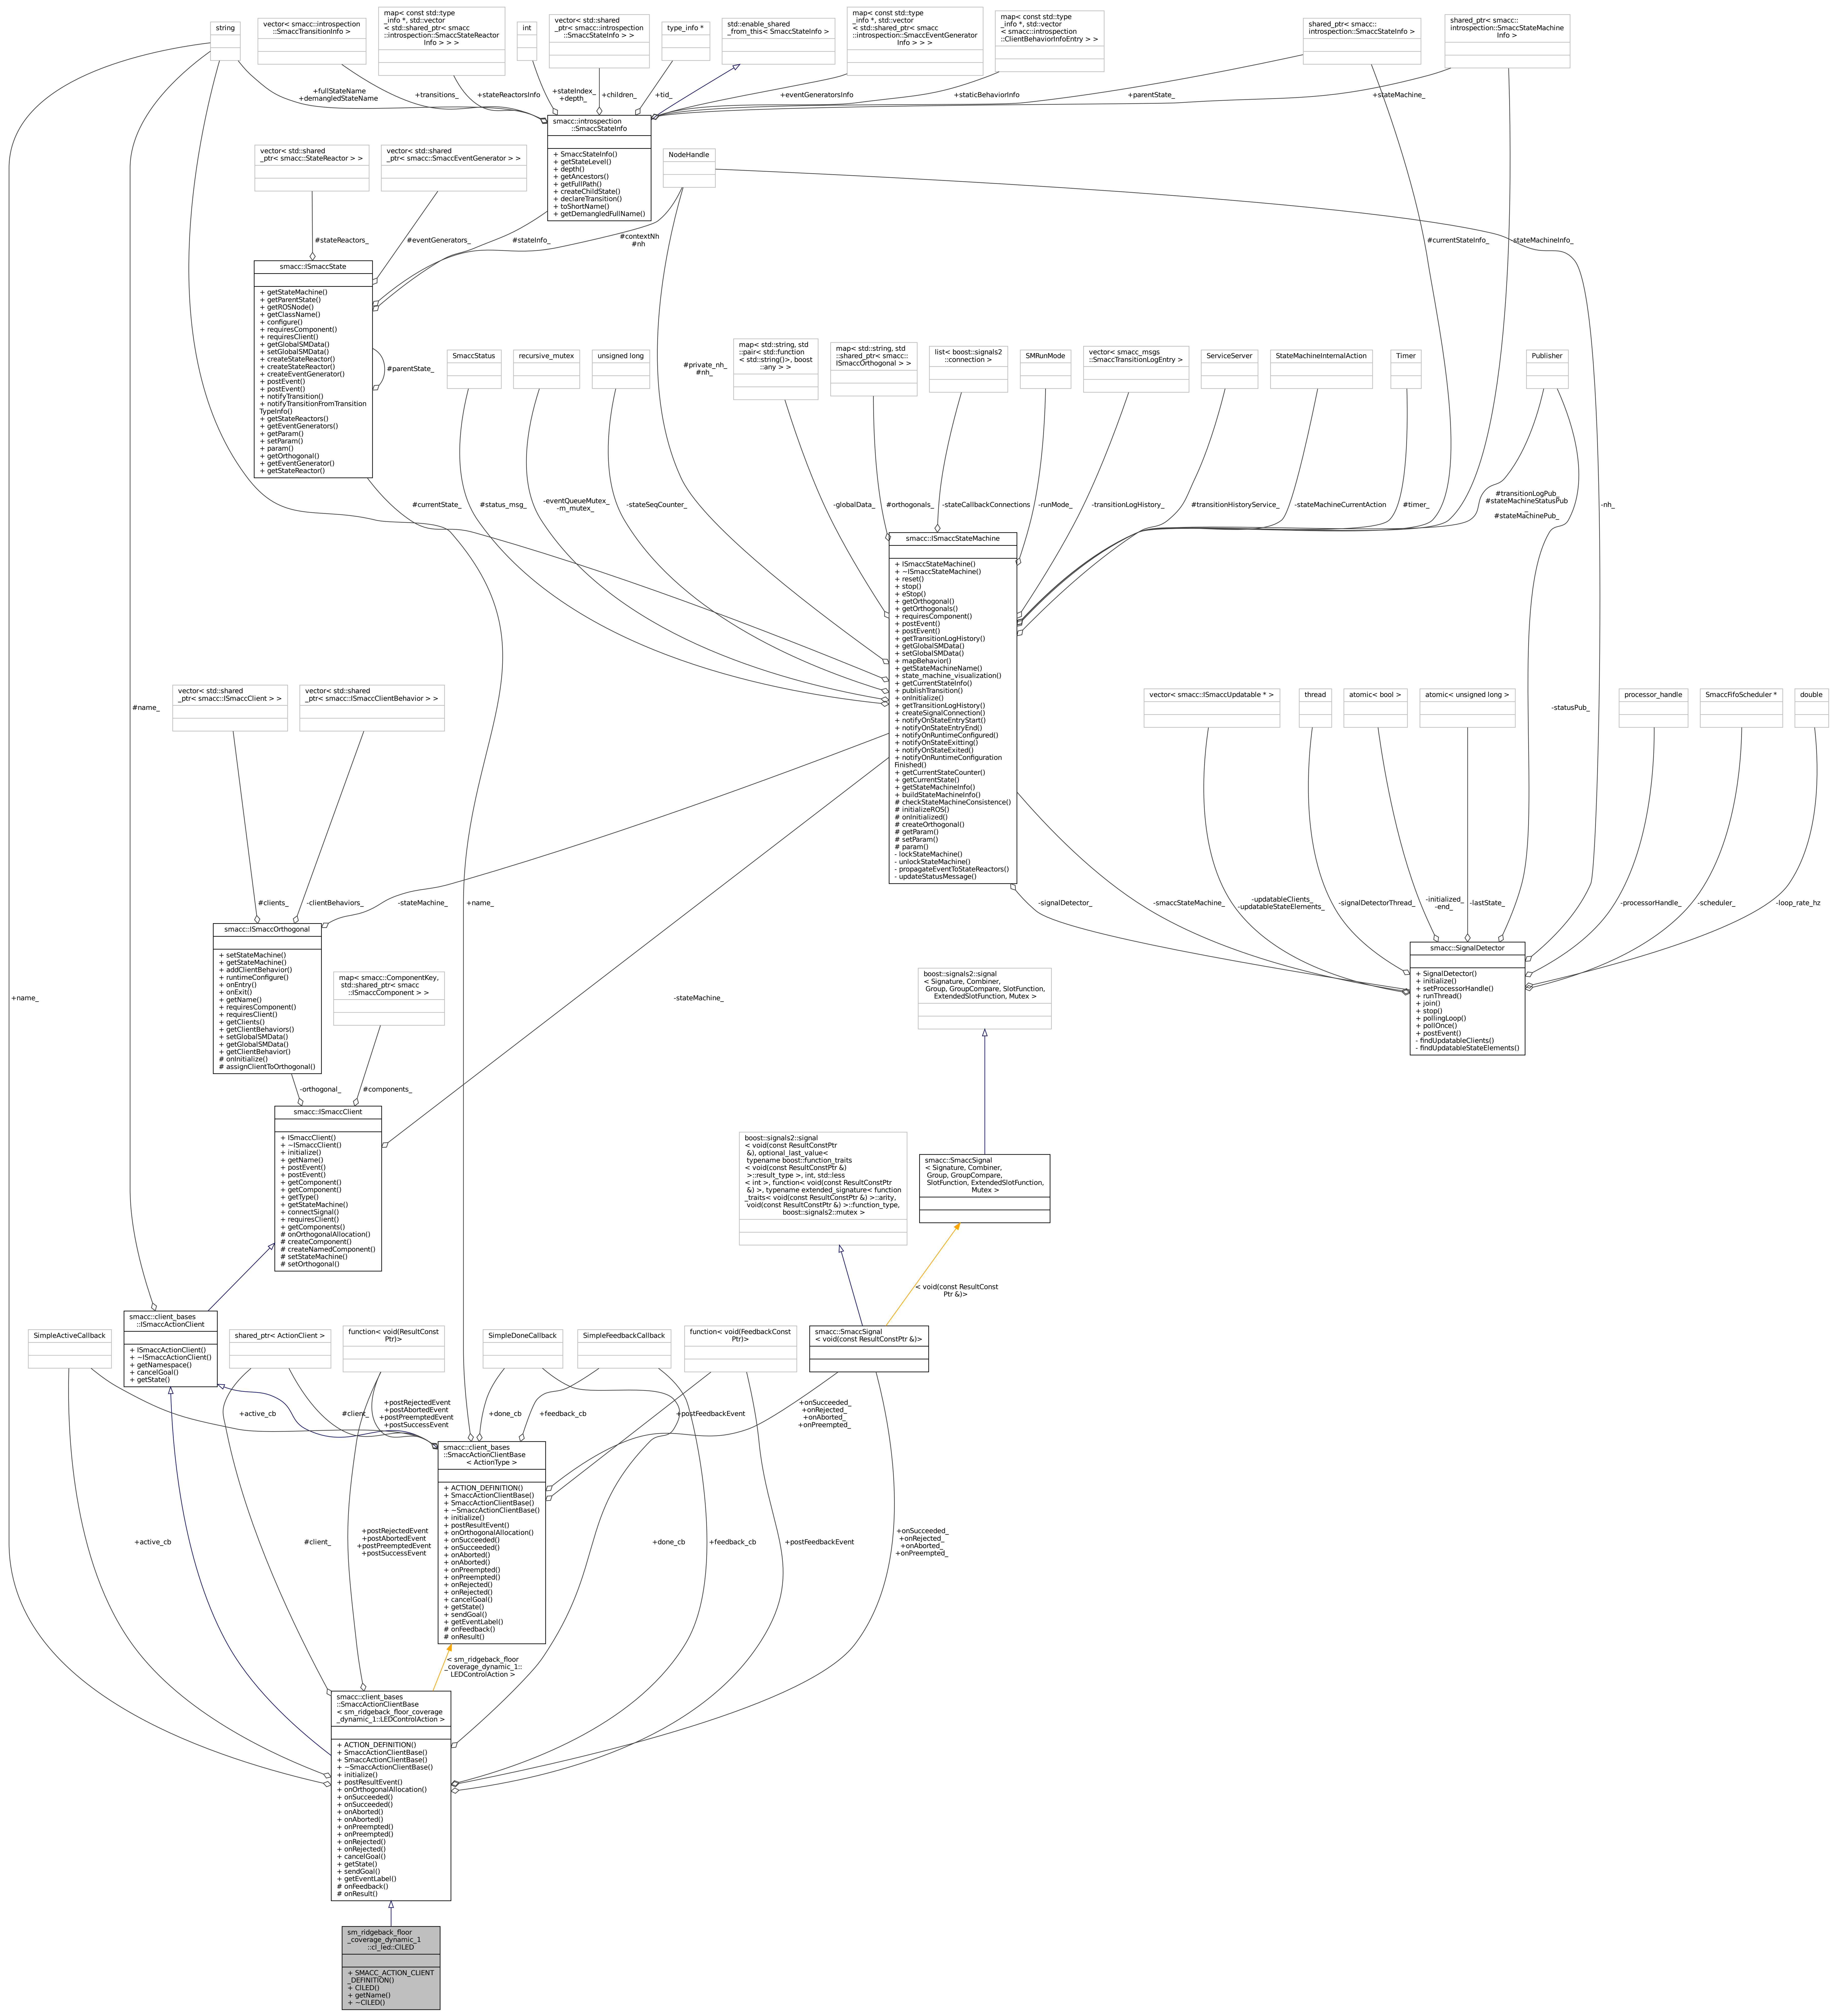 string
vector< smacc::introspection
::SmaccTransitionInfo >
map< const std::type
_info *, std::vector
< std::shared_ptr< smacc
::introspection::SmaccStateReactor
Info > > >
int
vector< std::shared
_ptr< smacc::introspection
::SmaccStateInfo > >
type_info *
std::enable_shared
_from_this< SmaccStateInfo >
map< const std::type
_info *, std::vector
< std::shared_ptr< smacc
::introspection::SmaccEventGenerator
Info > > >
map< const std::type
_info *, std::vector
< smacc::introspection
::ClientBehaviorInfoEntry > >
shared_ptr< smacc::
introspection::SmaccStateInfo >
shared_ptr< smacc::
introspection::SmaccStateMachine
Info >
+fullStateName
+demangledStateName
+transitions_
+stateReactorsInfo
+stateIndex_
+depth_
+children_
+tid_
+eventGeneratorsInfo
+staticBehaviorInfo
+parentState_
+stateMachine_
smacc::introspection
::SmaccStateInfo
+ SmaccStateInfo()
+ getStateLevel()
+ depth()
+ getAncestors()
+ getFullPath()
+ createChildState()
+ declareTransition()
+ toShortName()
+ getDemangledFullName()
vector< std::shared
_ptr< smacc::StateReactor > >
vector< std::shared
_ptr< smacc::SmaccEventGenerator > >
NodeHandle
#stateReactors_
#eventGenerators_
#stateInfo_
#contextNh
#nh
#currentStateInfo_
-stateMachineInfo_
smacc::ISmaccState
+ getStateMachine()
+ getParentState()
+ getROSNode()
+ getClassName()
+ configure()
+ requiresComponent()
+ requiresClient()
+ getGlobalSMData()
+ setGlobalSMData()
+ createStateReactor()
+ createStateReactor()
+ createEventGenerator()
+ postEvent()
+ postEvent()
+ notifyTransition()
+ notifyTransitionFromTransition
TypeInfo()
+ getStateReactors()
+ getEventGenerators()
+ getParam()
+ setParam()
+ param()
+ getOrthogonal()
+ getEventGenerator()
+ getStateReactor()
#parentState_
SmaccStatus
recursive_mutex
unsigned long
#private_nh_
#nh_
map< std::string, std
::pair< std::function
< std::string()>, boost
::any > >
map< std::string, std
::shared_ptr< smacc::
ISmaccOrthogonal > >
list< boost::signals2
::connection >
SMRunMode
vector< smacc_msgs
::SmaccTransitionLogEntry >
ServiceServer
StateMachineInternalAction
Timer
Publisher
#currentState_
#status_msg_
-eventQueueMutex_
-m_mutex_
-stateSeqCounter_
-globalData_
#orthogonals_
-stateCallbackConnections
-runMode_
-transitionLogHistory_
#transitionHistoryService_
-stateMachineCurrentAction
#timer_
#transitionLogPub_
#stateMachineStatusPub
_
#stateMachinePub_
-nh_
smacc::ISmaccStateMachine
+ ISmaccStateMachine()
+ ~ISmaccStateMachine()
+ reset()
+ stop()
+ eStop()
+ getOrthogonal()
+ getOrthogonals()
+ requiresComponent()
+ postEvent()
+ postEvent()
+ getTransitionLogHistory()
+ getGlobalSMData()
+ setGlobalSMData()
+ mapBehavior()
+ getStateMachineName()
+ state_machine_visualization()
+ getCurrentStateInfo()
+ publishTransition()
+ onInitialize()
+ getTransitionLogHistory()
+ createSignalConnection()
+ notifyOnStateEntryStart()
+ notifyOnStateEntryEnd()
+ notifyOnRuntimeConfigured()
+ notifyOnStateExitting()
+ notifyOnStateExited()
+ notifyOnRuntimeConfiguration
Finished()
+ getCurrentStateCounter()
+ getCurrentState()
+ getStateMachineInfo()
+ buildStateMachineInfo()
# checkStateMachineConsistence()
# initializeROS()
# onInitialized()
# createOrthogonal()
# getParam()
# setParam()
# param()
- lockStateMachine()
- unlockStateMachine()
- propagateEventToStateReactors()
- updateStatusMessage()
#name_
vector< std::shared
_ptr< smacc::ISmaccClient > >
vector< std::shared
_ptr< smacc::ISmaccClientBehavior > >
vector< smacc::ISmaccUpdatable * >
thread
atomic< bool >
atomic< unsigned long >
-statusPub_
processor_handle
SmaccFifoScheduler *
double
#clients_
-clientBehaviors_
-stateMachine_
+name_
-signalDetector_
-smaccStateMachine_
-updatableClients_
-updatableStateElements_
-signalDetectorThread_
-initialized_
-end_
-lastState_
-processorHandle_
-scheduler_
-loop_rate_hz
smacc::ISmaccOrthogonal
+ setStateMachine()
+ getStateMachine()
+ addClientBehavior()
+ runtimeConfigure()
+ onEntry()
+ onExit()
+ getName()
+ requiresComponent()
+ requiresClient()
+ getClients()
+ getClientBehaviors()
+ setGlobalSMData()
+ getGlobalSMData()
+ getClientBehavior()
# onInitialize()
# assignClientToOrthogonal()
map< smacc::ComponentKey,
std::shared_ptr< smacc
::ISmaccComponent > >
smacc::SignalDetector
+ SignalDetector()
+ initialize()
+ setProcessorHandle()
+ runThread()
+ join()
+ stop()
+ pollingLoop()
+ pollOnce()
+ postEvent()
- findUpdatableClients()
- findUpdatableStateElements()
+name_
-stateMachine_
boost::signals2::signal
< Signature, Combiner,
Group, GroupCompare, SlotFunction,
ExtendedSlotFunction, Mutex >
-orthogonal_
#components_
smacc::ISmaccClient
+ ISmaccClient()
+ ~ISmaccClient()
+ initialize()
+ getName()
+ postEvent()
+ postEvent()
+ getComponent()
+ getComponent()
+ getType()
+ getStateMachine()
+ connectSignal()
+ requiresClient()
+ getComponents()
# onOrthogonalAllocation()
# createComponent()
# createNamedComponent()
# setStateMachine()
# setOrthogonal()
boost::signals2::signal
< void(const ResultConstPtr
&), optional_last_value<
typename boost::function_traits
< void(const ResultConstPtr &)
>::result_type >, int, std::less
< int >, function< void(const ResultConstPtr
&) >, typename extended_signature< function
_traits< void(const ResultConstPtr &) >::arity,
void(const ResultConstPtr &) >::function_type,
boost::signals2::mutex >
smacc::SmaccSignal
< Signature, Combiner,
Group, GroupCompare,
SlotFunction, ExtendedSlotFunction,
Mutex >
< void(const ResultConst
Ptr &)>
smacc::client_bases
::ISmaccActionClient
+ ISmaccActionClient()
+ ~ISmaccActionClient()
+ getNamespace()
+ cancelGoal()
+ getState()
SimpleActiveCallback
shared_ptr< ActionClient >
function< void(ResultConst
Ptr)>
SimpleDoneCallback
SimpleFeedbackCallback
function< void(FeedbackConst
Ptr)>
smacc::SmaccSignal
< void(const ResultConstPtr &)>
+active_cb
#client_
+postRejectedEvent
+postAbortedEvent
+postPreemptedEvent
+postSuccessEvent
+done_cb
+feedback_cb
+postFeedbackEvent
+onSucceeded_
+onRejected_
+onAborted_
+onPreempted_
smacc::client_bases
::SmaccActionClientBase
< ActionType >
+ ACTION_DEFINITION()
+ SmaccActionClientBase()
+ SmaccActionClientBase()
+ ~SmaccActionClientBase()
+ initialize()
+ postResultEvent()
+ onOrthogonalAllocation()
+ onSucceeded()
+ onSucceeded()
+ onAborted()
+ onAborted()
+ onPreempted()
+ onPreempted()
+ onRejected()
+ onRejected()
+ cancelGoal()
+ getState()
+ sendGoal()
+ getEventLabel()
# onFeedback()
# onResult()
+active_cb
#client_
+postRejectedEvent
+postAbortedEvent
+postPreemptedEvent
+postSuccessEvent
+done_cb
+feedback_cb
+postFeedbackEvent
+onSucceeded_
+onRejected_
+onAborted_
+onPreempted_
< sm_ridgeback_floor
_coverage_dynamic_1::
LEDControlAction >
smacc::client_bases
::SmaccActionClientBase
< sm_ridgeback_floor_coverage
_dynamic_1::LEDControlAction >
+ ACTION_DEFINITION()
+ SmaccActionClientBase()
+ SmaccActionClientBase()
+ ~SmaccActionClientBase()
+ initialize()
+ postResultEvent()
+ onOrthogonalAllocation()
+ onSucceeded()
+ onSucceeded()
+ onAborted()
+ onAborted()
+ onPreempted()
+ onPreempted()
+ onRejected()
+ onRejected()
+ cancelGoal()
+ getState()
+ sendGoal()
+ getEventLabel()
# onFeedback()
# onResult()
sm_ridgeback_floor
_coverage_dynamic_1
::cl_led::ClLED
+ SMACC_ACTION_CLIENT
_DEFINITION()
+ ClLED()
+ getName()
+ ~ClLED()